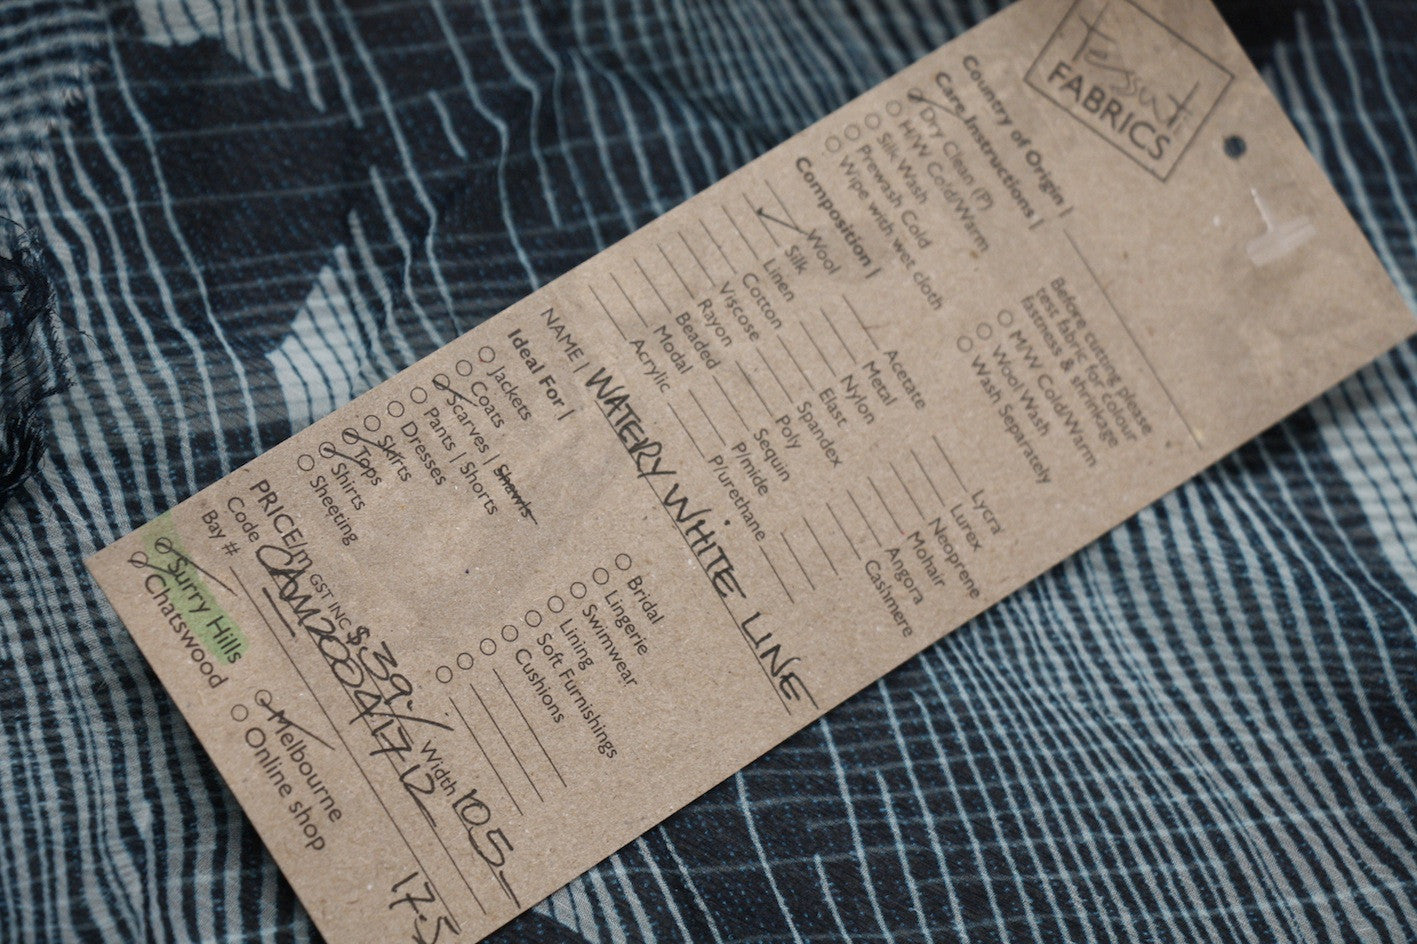 Tessuti
FABRICS
Country of Origin |
Care Instructions |
Dry Clean (P)
H/W Cold/Warm
Silk Wash
Prewash Cold
Wipe with wet cloth
Before cutting please
test fabric for colour
fastness & shrinkage
M/W Cold/Warm
Wool Wash
Wash Separately
Composition |
Wool
Silk
Linen
Cotton
Viscose
Rayon
Beaded
Modal
Acrylic
Acetate
Metal
Nylon
Elast
Spandex
Poly
Sequin
P/mide
P/urethane
Lycra
Lurex
Neoprene
Mohair
Angora
Cashmere
NAME | WATERY WHITE LINE
Ideal For |
Jackets
Coats
Scarves | Shawls
Pants | Shorts
Dresses
Skirts
Tops
Shirts
Sheeting
Bridal
Lingerie
Swimwear
Lining
Soft Furnishings
Cushions
PRICE/m GST INC $39. Width 105
Code CAM2004/1712
Bay # 17.5
Surry Hills
Chatswood
Melbourne
Online shop